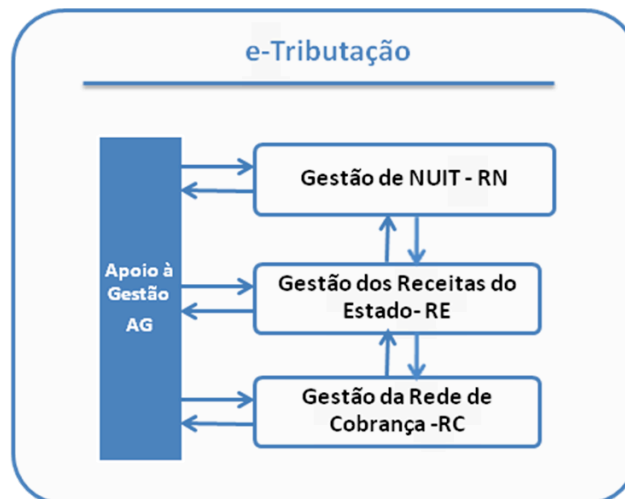 e-Tributação
Gestão de NUIT - RN
Apoio à
Gestão
AG
Gestão dos Receitas do
Estado- RE
Gestão da Rede de
Cobrança -RC